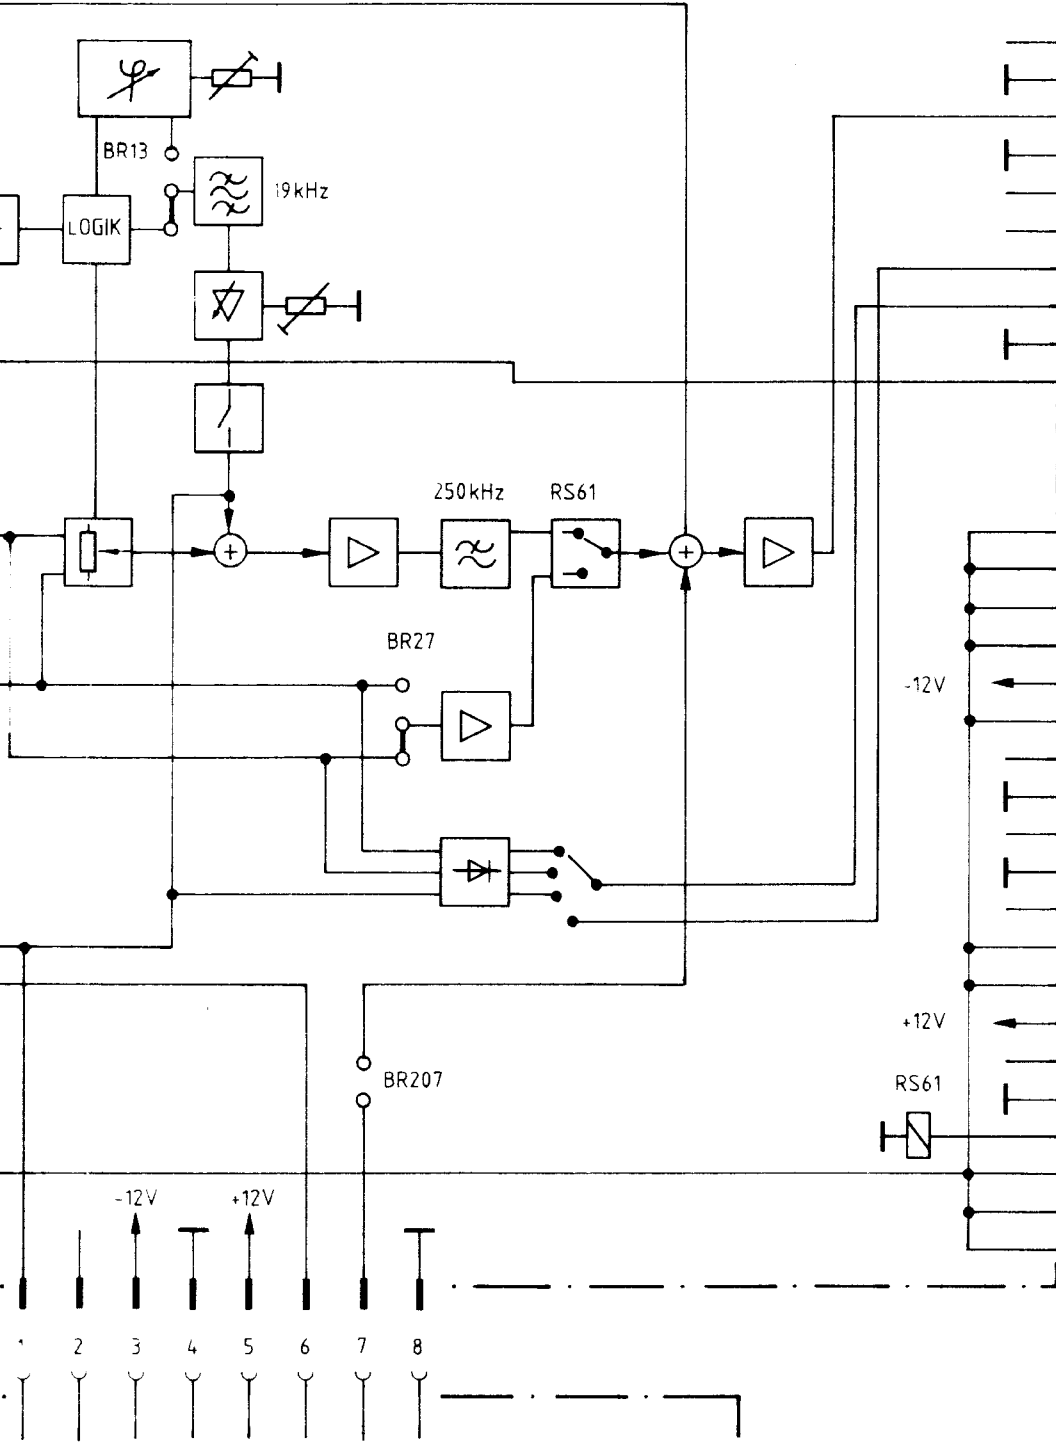 BR13
19kHz
LOGIK
250kHz
RS61
BR27
-12V
+12V
BR207
RS61
-12V
+12V
1
2
3
4
5
6
7
8